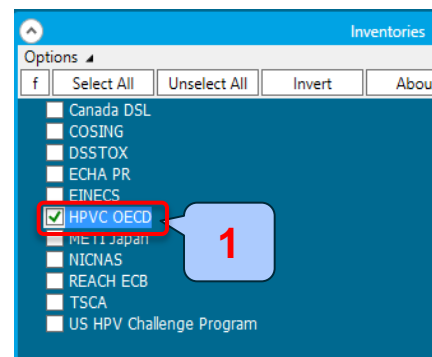 Inventories
Options
f Select All Unselect All Invert Abou
Canada DSL
COSING
DSSTOX
ECHA PR
EINECS
HPVC OECD
METI Japan
NICNAS
REACH ECB
TSCA
US HPV Challenge Program
1